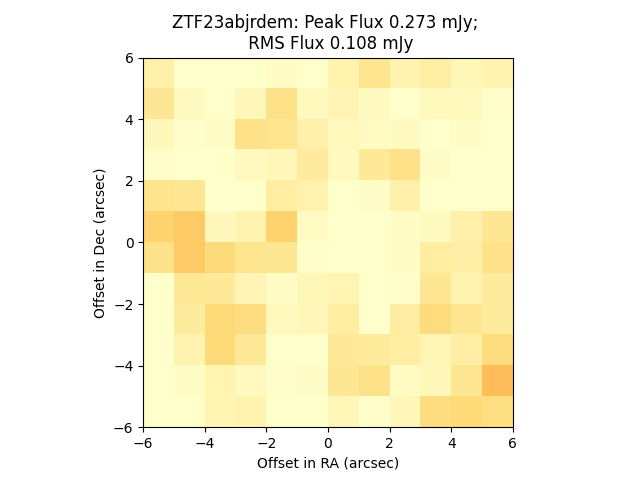 ZTF23abjrdem: Peak Flux 0.273 mJy;
RMS Flux 0.108 mJy
6
4
2
0
−2
−4
−6
Offset in Dec (arcsec)
−6 −4 −2 0 2 4 6
Offset in RA (arcsec)